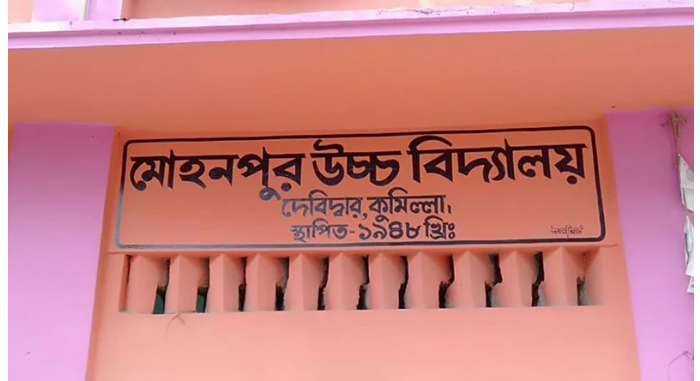 মোহনপুর উচ্চ বিদ্যালয়
দেবিদ্বার, কুমিল্লা।
স্থাপিত- ১৯৪৮ খ্রিঃ